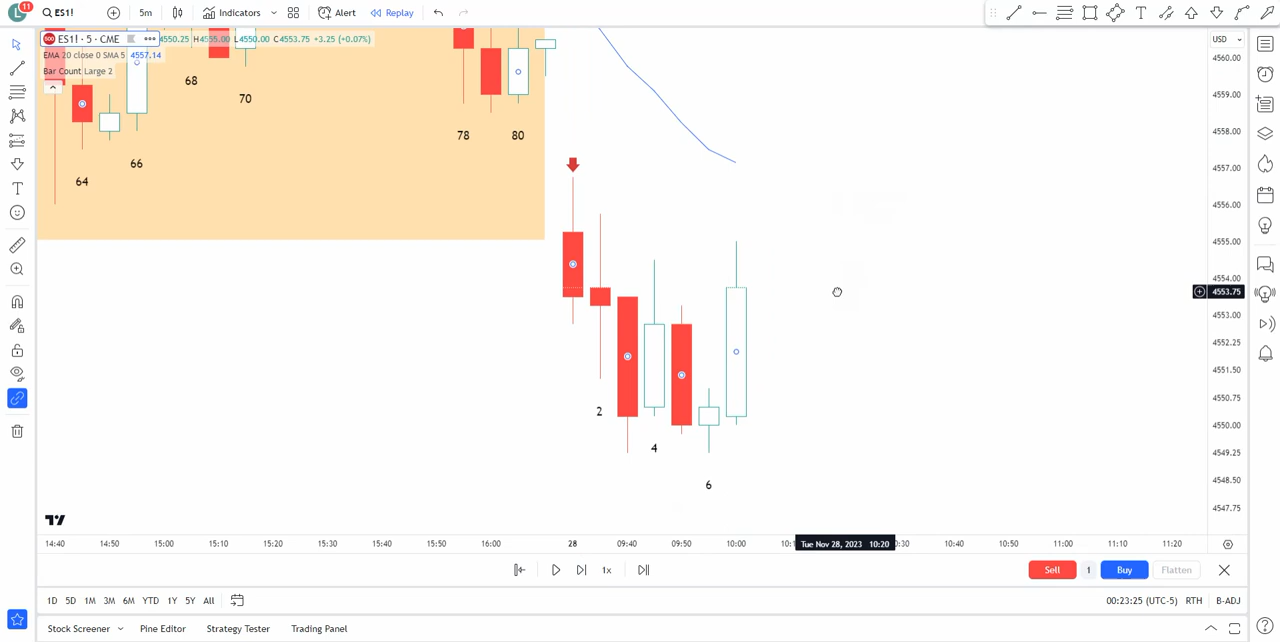 L 11 ES1! 5m Indicators Alert Replay
ES1! · 5 · CME 4550.25 H4555.00 L4550.00 C4553.75 +3.25 (+0.07%)
EMA 20 close 0 SMA 5 4557.14
Bar Count Large 2
USD
4560.00
4559.00
4558.00
4557.00
4556.00
4555.00
4554.00
4553.75
4553.00
4552.25
4551.50
4550.75
4550.00
4549.25
4548.50
4547.75
64
66
68
70
78
80
2
4
6
14:40 14:50 15:00 15:10 15:20 15:30 15:40 15:50 16:00 28 09:40 09:50 10:00 Tue Nov 28, 2023 10:20 10:40 10:50 11:00 11:10 11:20
1x Sell 1 Buy Flatten
1D 5D 1M 3M 6M YTD 1Y 5Y All 00:23:25 (UTC-5) RTH B-ADJ
Stock Screener Pine Editor Strategy Tester Trading Panel